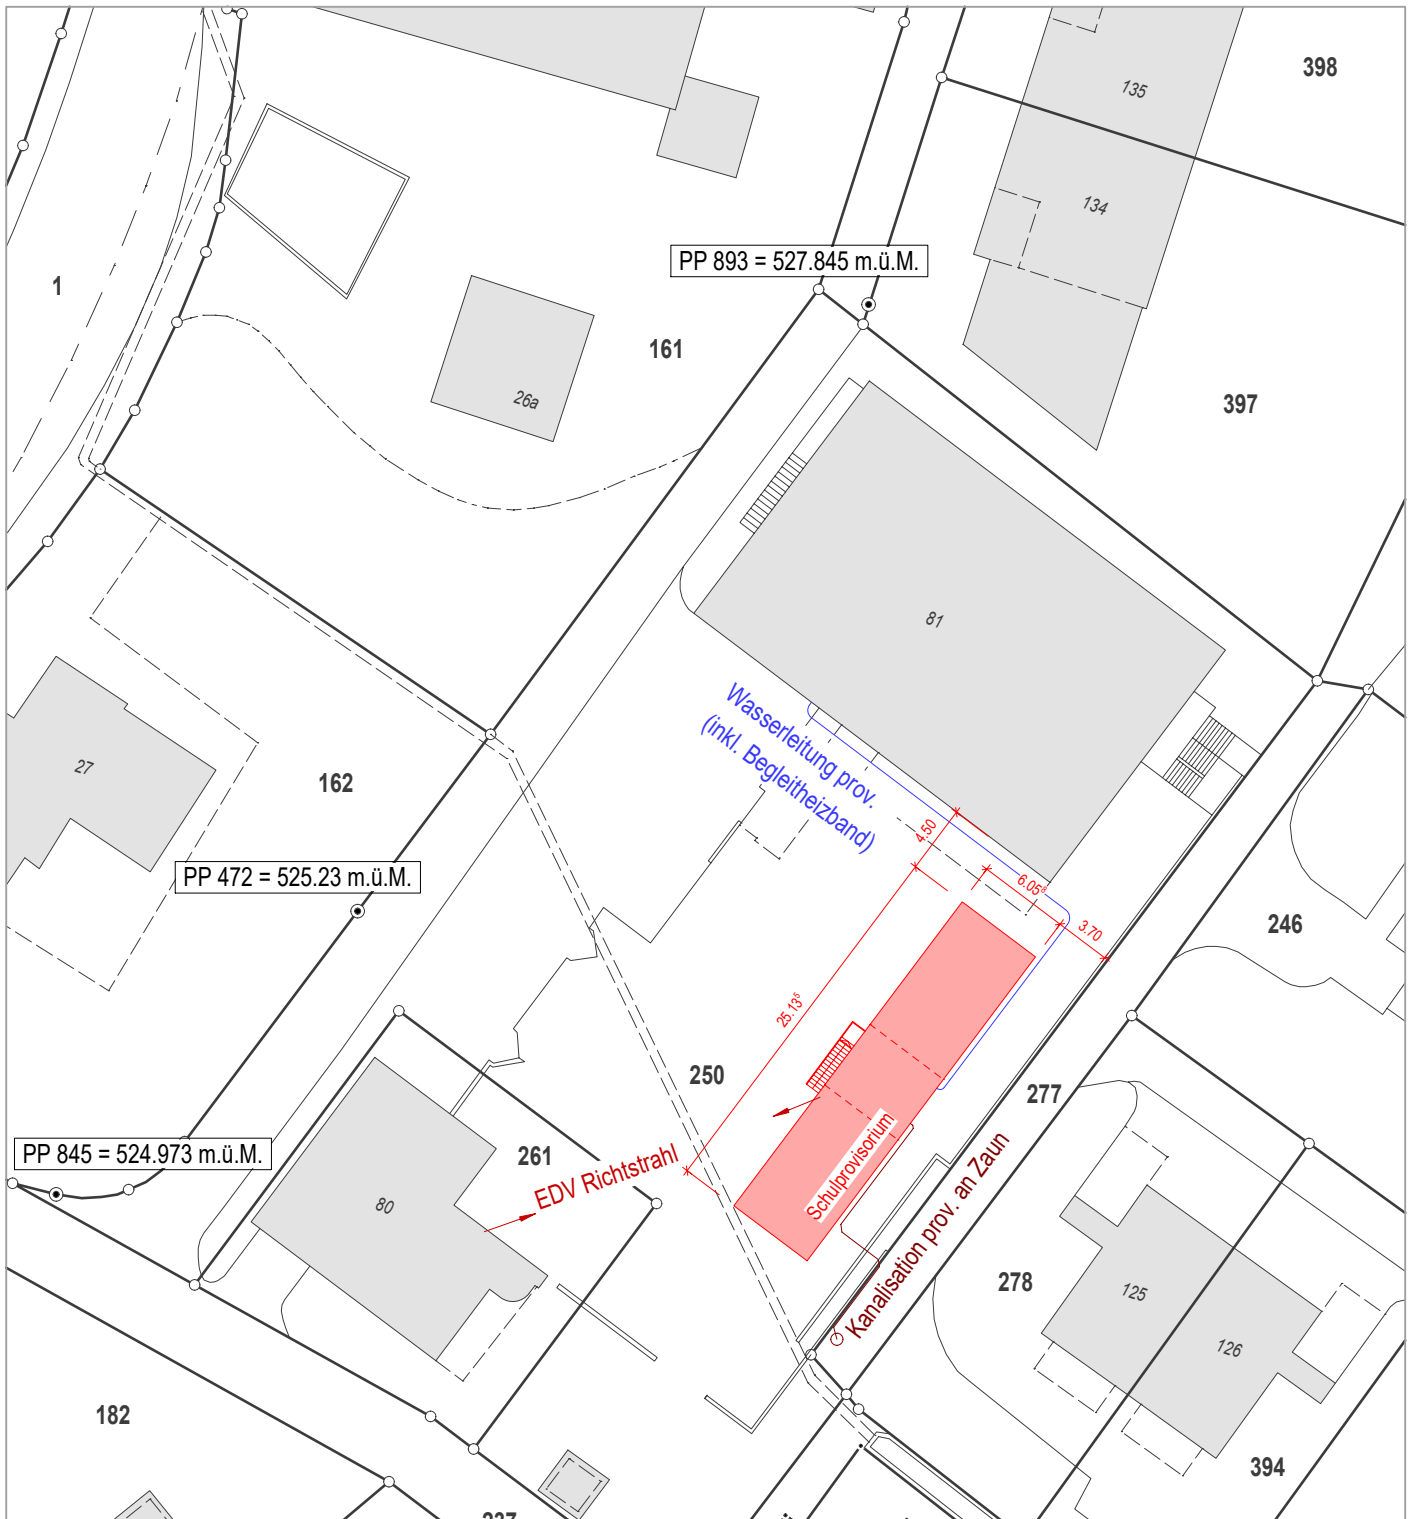 398
135
134
PP 893 = 527.845 m.ü.M.
1
161
26a
397
81
Wasserleitung prov.
(inkl. Begleitheizband)
27
162
4.50
PP 472 = 525.23 m.ü.M.
6.05⁸
3.70
246
25.13⁵
250
277
Schulprovisorium
PP 845 = 524.973 m.ü.M.
261
EDV Richtstrahl
80
Kanalisation prov. an Zaun
278
125
126
182
394